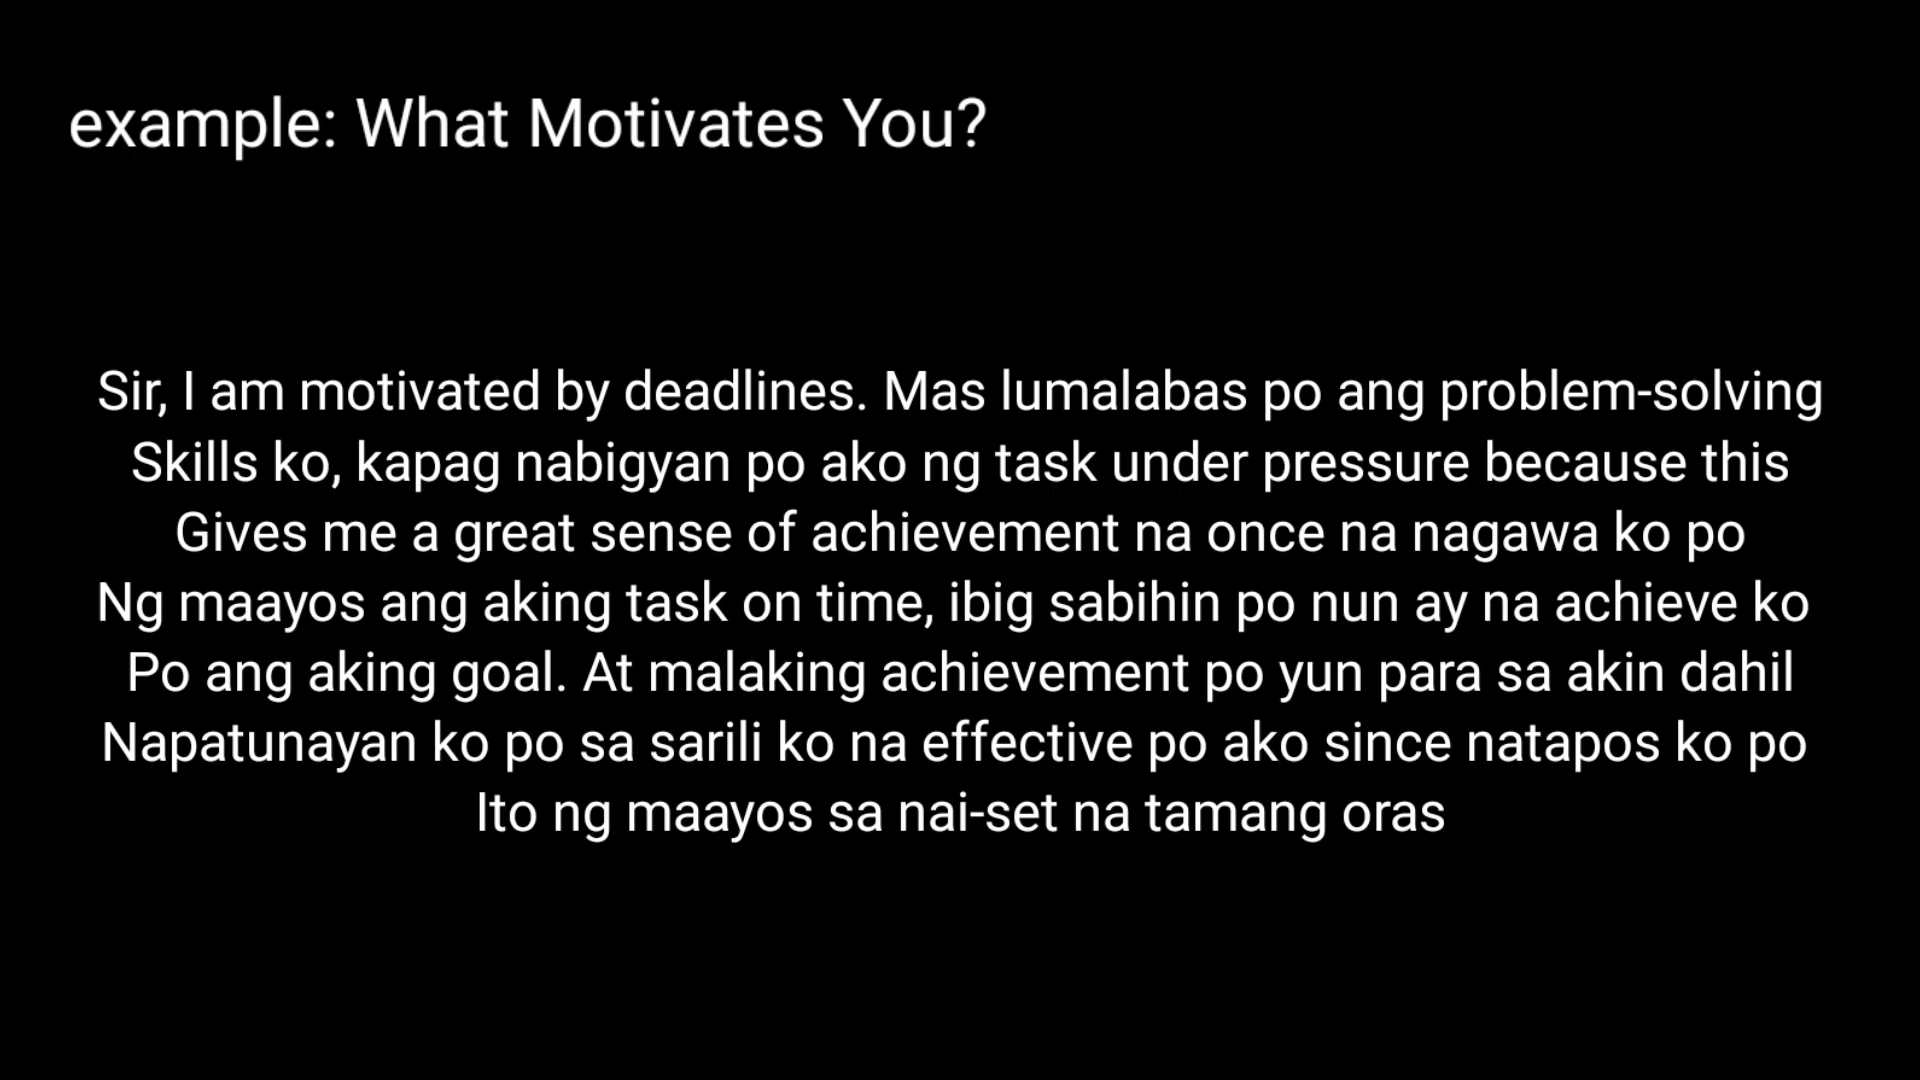 example: What Motivates You?
Sir, I am motivated by deadlines. Mas lumalabas po ang problem-solving
Skills ko, kapag nabigyan po ako ng task under pressure because this
Gives me a great sense of achievement na once na nagawa ko po
Ng maayos ang aking task on time, ibig sabihin po nun ay na achieve ko
Po ang aking goal. At malaking achievement po yun para sa akin dahil
Napatunayan ko po sa sarili ko na effective po ako since natapos ko po
Ito ng maayos sa nai-set na tamang oras